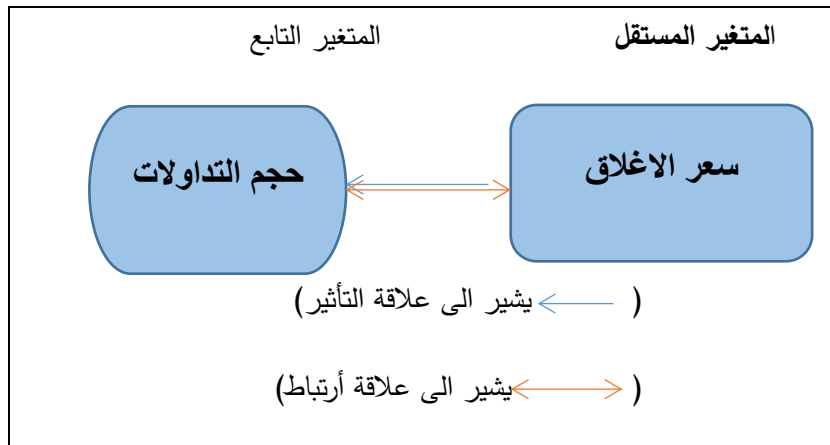 المتغير المستقل
المتغير التابع
سعر الاغلاق
حجم التداولات
( يشير الى علاقة التأثير)
( يشير الى علاقة أرتباط)